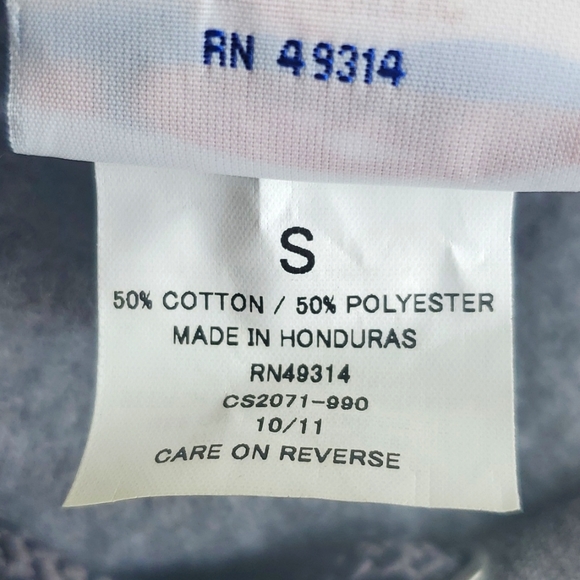 RN 49314
S
50% COTTON / 50% POLYESTER
MADE IN HONDURAS
RN49314
CS2071-990
10/11
CARE ON REVERSE